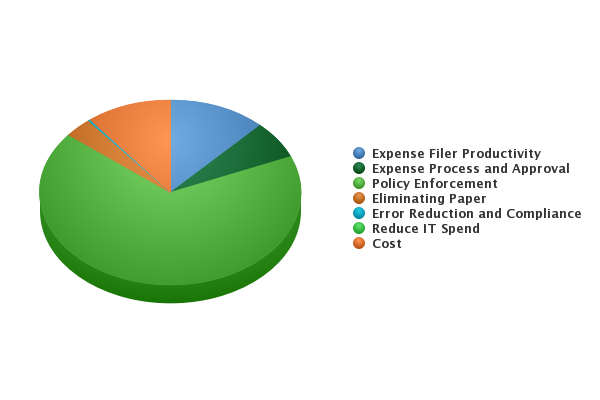 Expense Filer Productivity
Expense Process and Approval
Policy Enforcement
Eliminating Paper
Error Reduction and Compliance
Reduce IT Spend
Cost